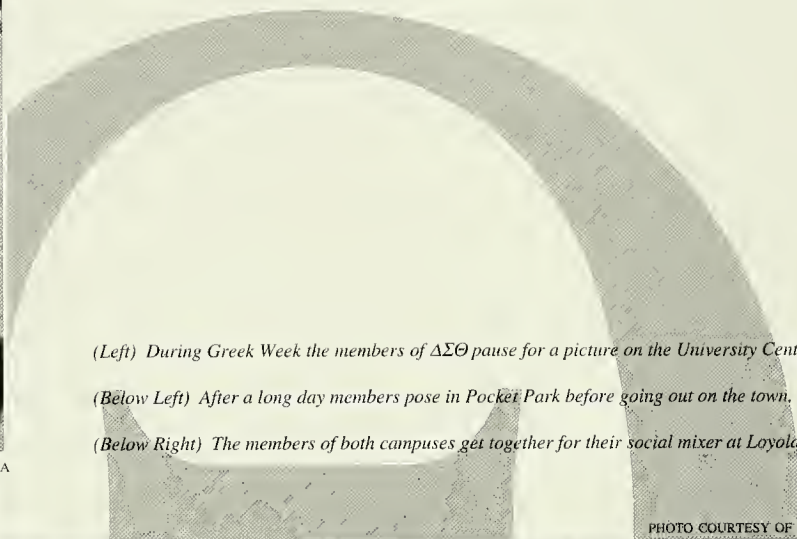 (Left) During Greek Week the members of ΔΣΘ pause for a picture on the University Cent
(Below Left) After a long day members pose in Pocket Park before going out on the town.
(Below Right) The members of both campuses get together for their social mixer at Loyola
A
PHOTO COURTESY OF